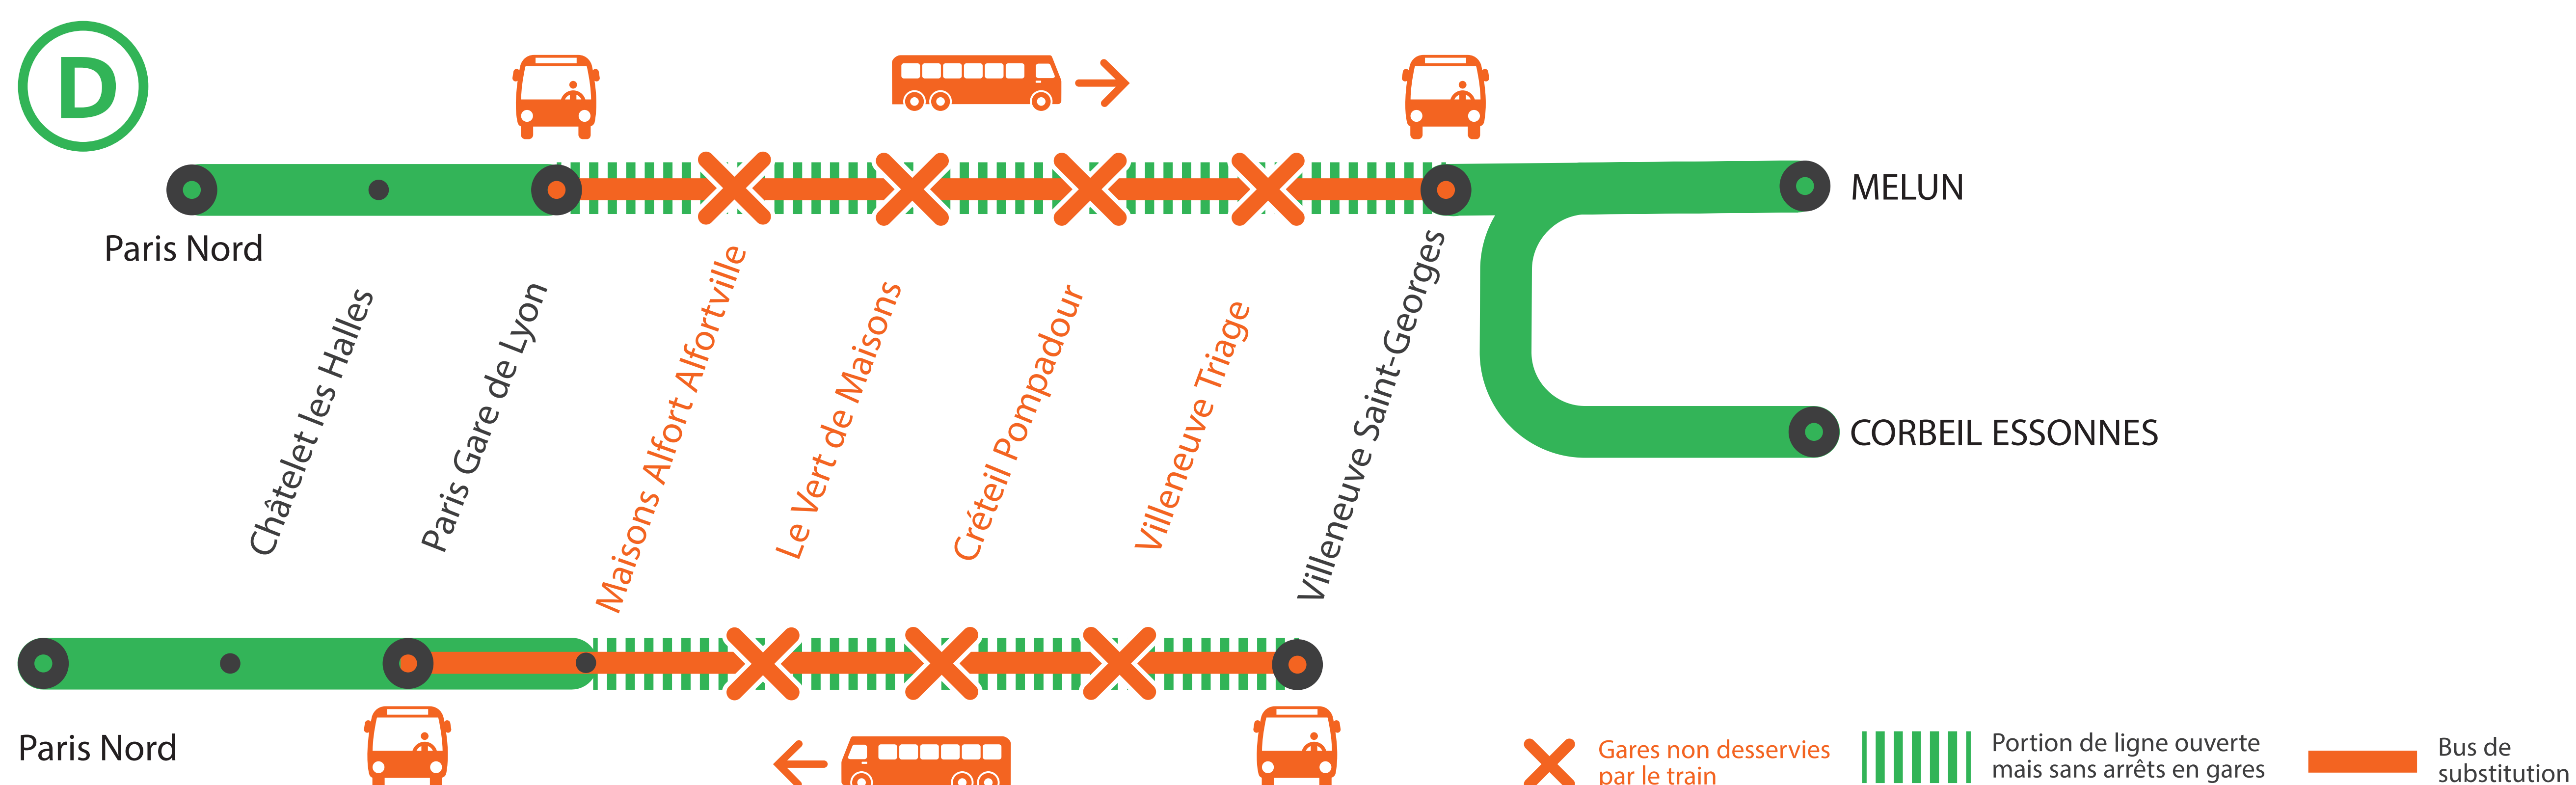 D
MELUN
Paris Nord
Châtelet les Halles
Paris Gare de Lyon
Maisons Alfort Alfortville
Le Vert de Maisons
Créteil Pompadour
Villeneuve Triage
Villeneuve Saint-Georges
CORBEIL ESSONNES
Paris Nord
Gares non desservies
par le train
Portion de ligne ouverte
mais sans arrêts en gares
Bus de
substitution